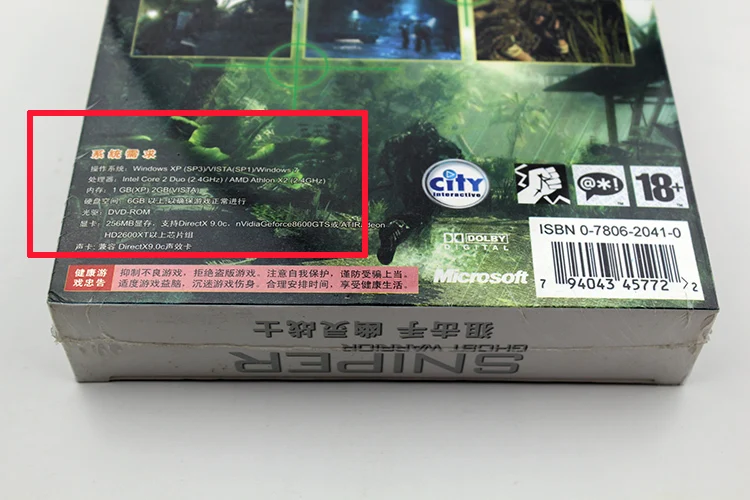 系统需求
操作系统：Windows XP (SP3)/VISTA(SP1)/Windows 7
处理器：Intel Core 2 Duo (2.4GHz) / AMD Athlon X2 (2.4GHz)
内存：1 GB(XP) 2GB(VISTA)
硬盘空间：6GB 以上以确保游戏正常进行
光驱：DVD-ROM
显卡：256MB显存，支持DirectX 9.0c，nVidiaGeforce8600GTS或ATIRadeon
HD2600XT以上芯片组
声卡：兼容 DirectX9.0c声效卡
健康游戏忠告
抑制不良游戏，拒绝盗版游戏。注意自我保护，谨防受骗上当。
适度游戏益脑，沉迷游戏伤身。合理安排时间，享受健康生活。
CITY
interactive
@*!
18+
DOLBY
DIGITAL
Microsoft
ISBN 0-7806-2041-0
7 94043 45772 2
狙击手 幽灵战士
SNIPER
GHOST WARRIOR